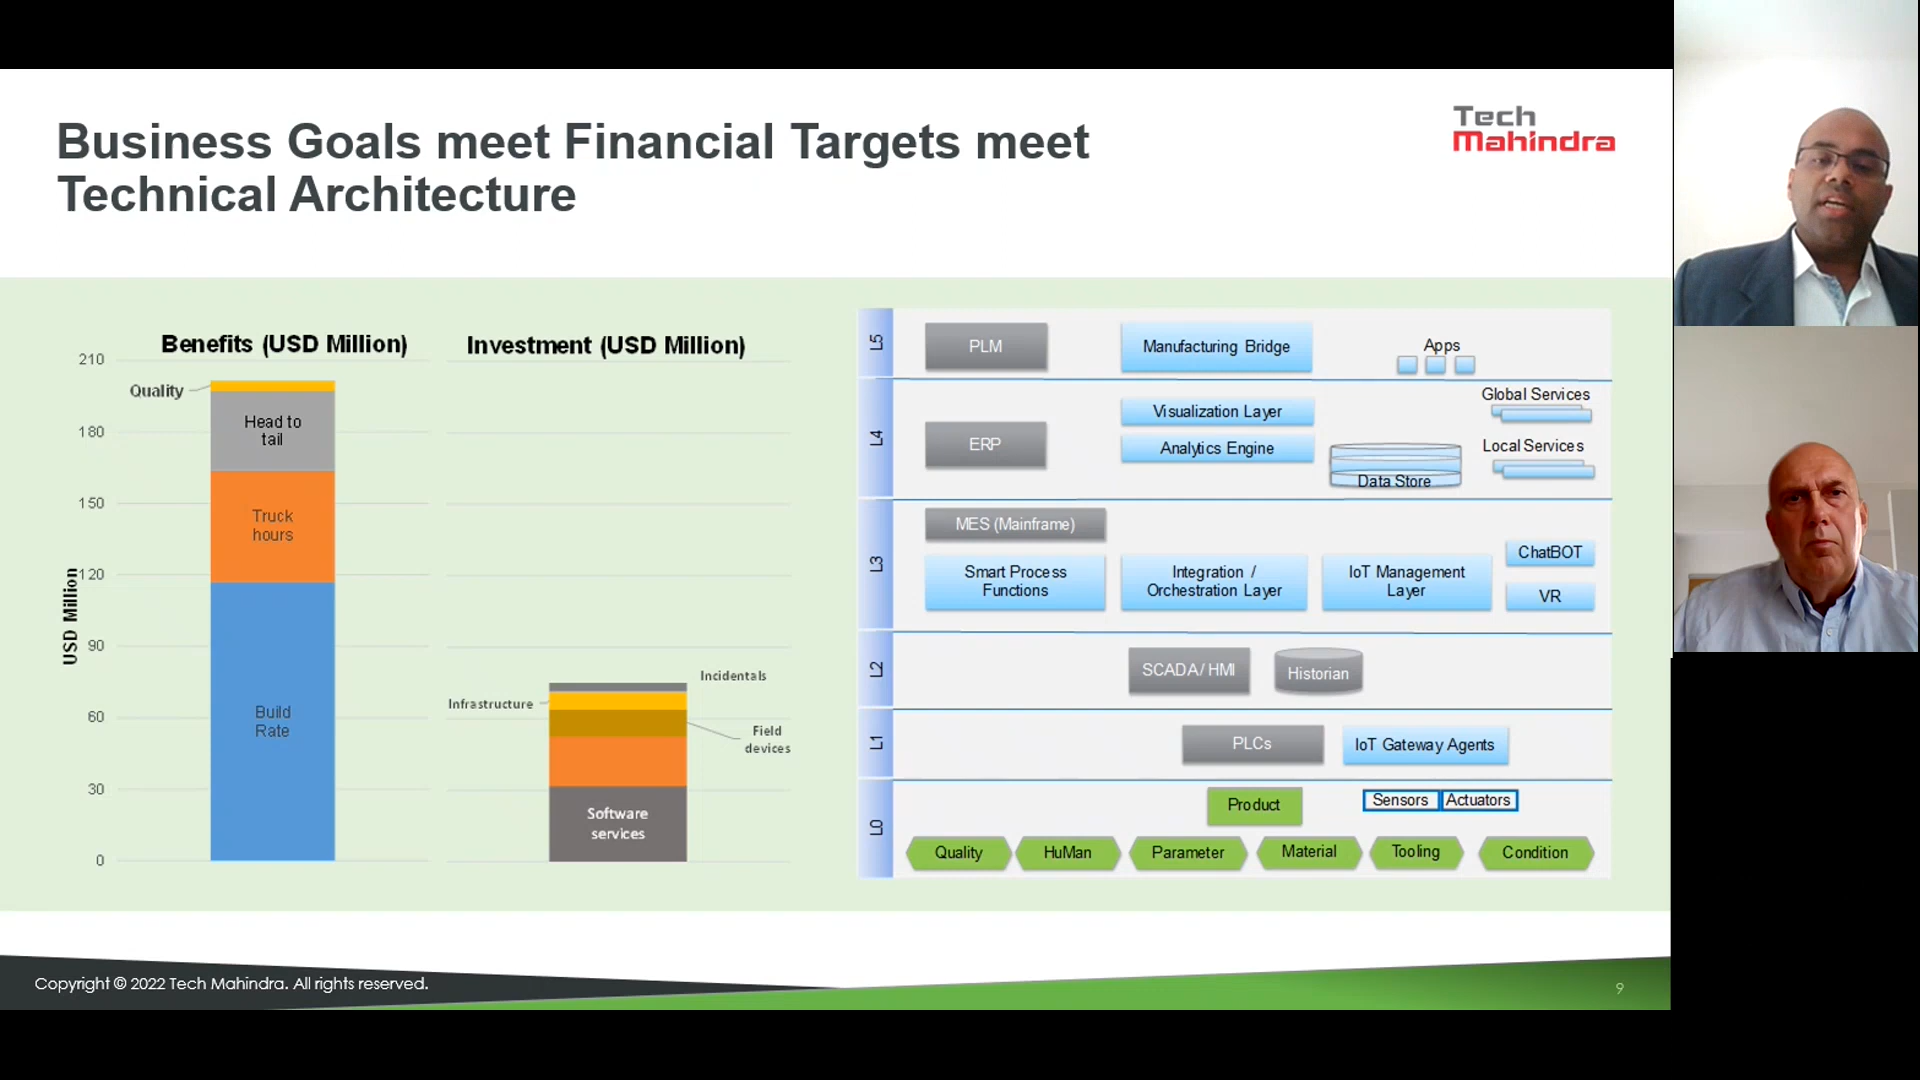 Business Goals meet Financial Targets meet
Technical Architecture
Tech
Mahindra
Benefits (USD Million)
Investment (USD Million)
USD Million
210
180
150
120
90
60
30
0
Quality
Head to
tail
Truck
hours
Build
Rate
Incidentals
Infrastructure
Field
devices
Software
services
L5
PLM
Manufacturing Bridge
Apps
L4
ERP
Visualization Layer
Analytics Engine
Data Store
Global Services
Local Services
L3
MES (Mainframe)
Smart Process
Functions
Integration /
Orchestration Layer
IoT Management
Layer
ChatBOT
VR
L2
SCADA/ HMI
Historian
L1
PLCs
IoT Gateway Agents
L0
Product
Sensors
Actuators
Quality
HuMan
Parameter
Material
Tooling
Condition
Copyright © 2022 Tech Mahindra. All rights reserved.
9